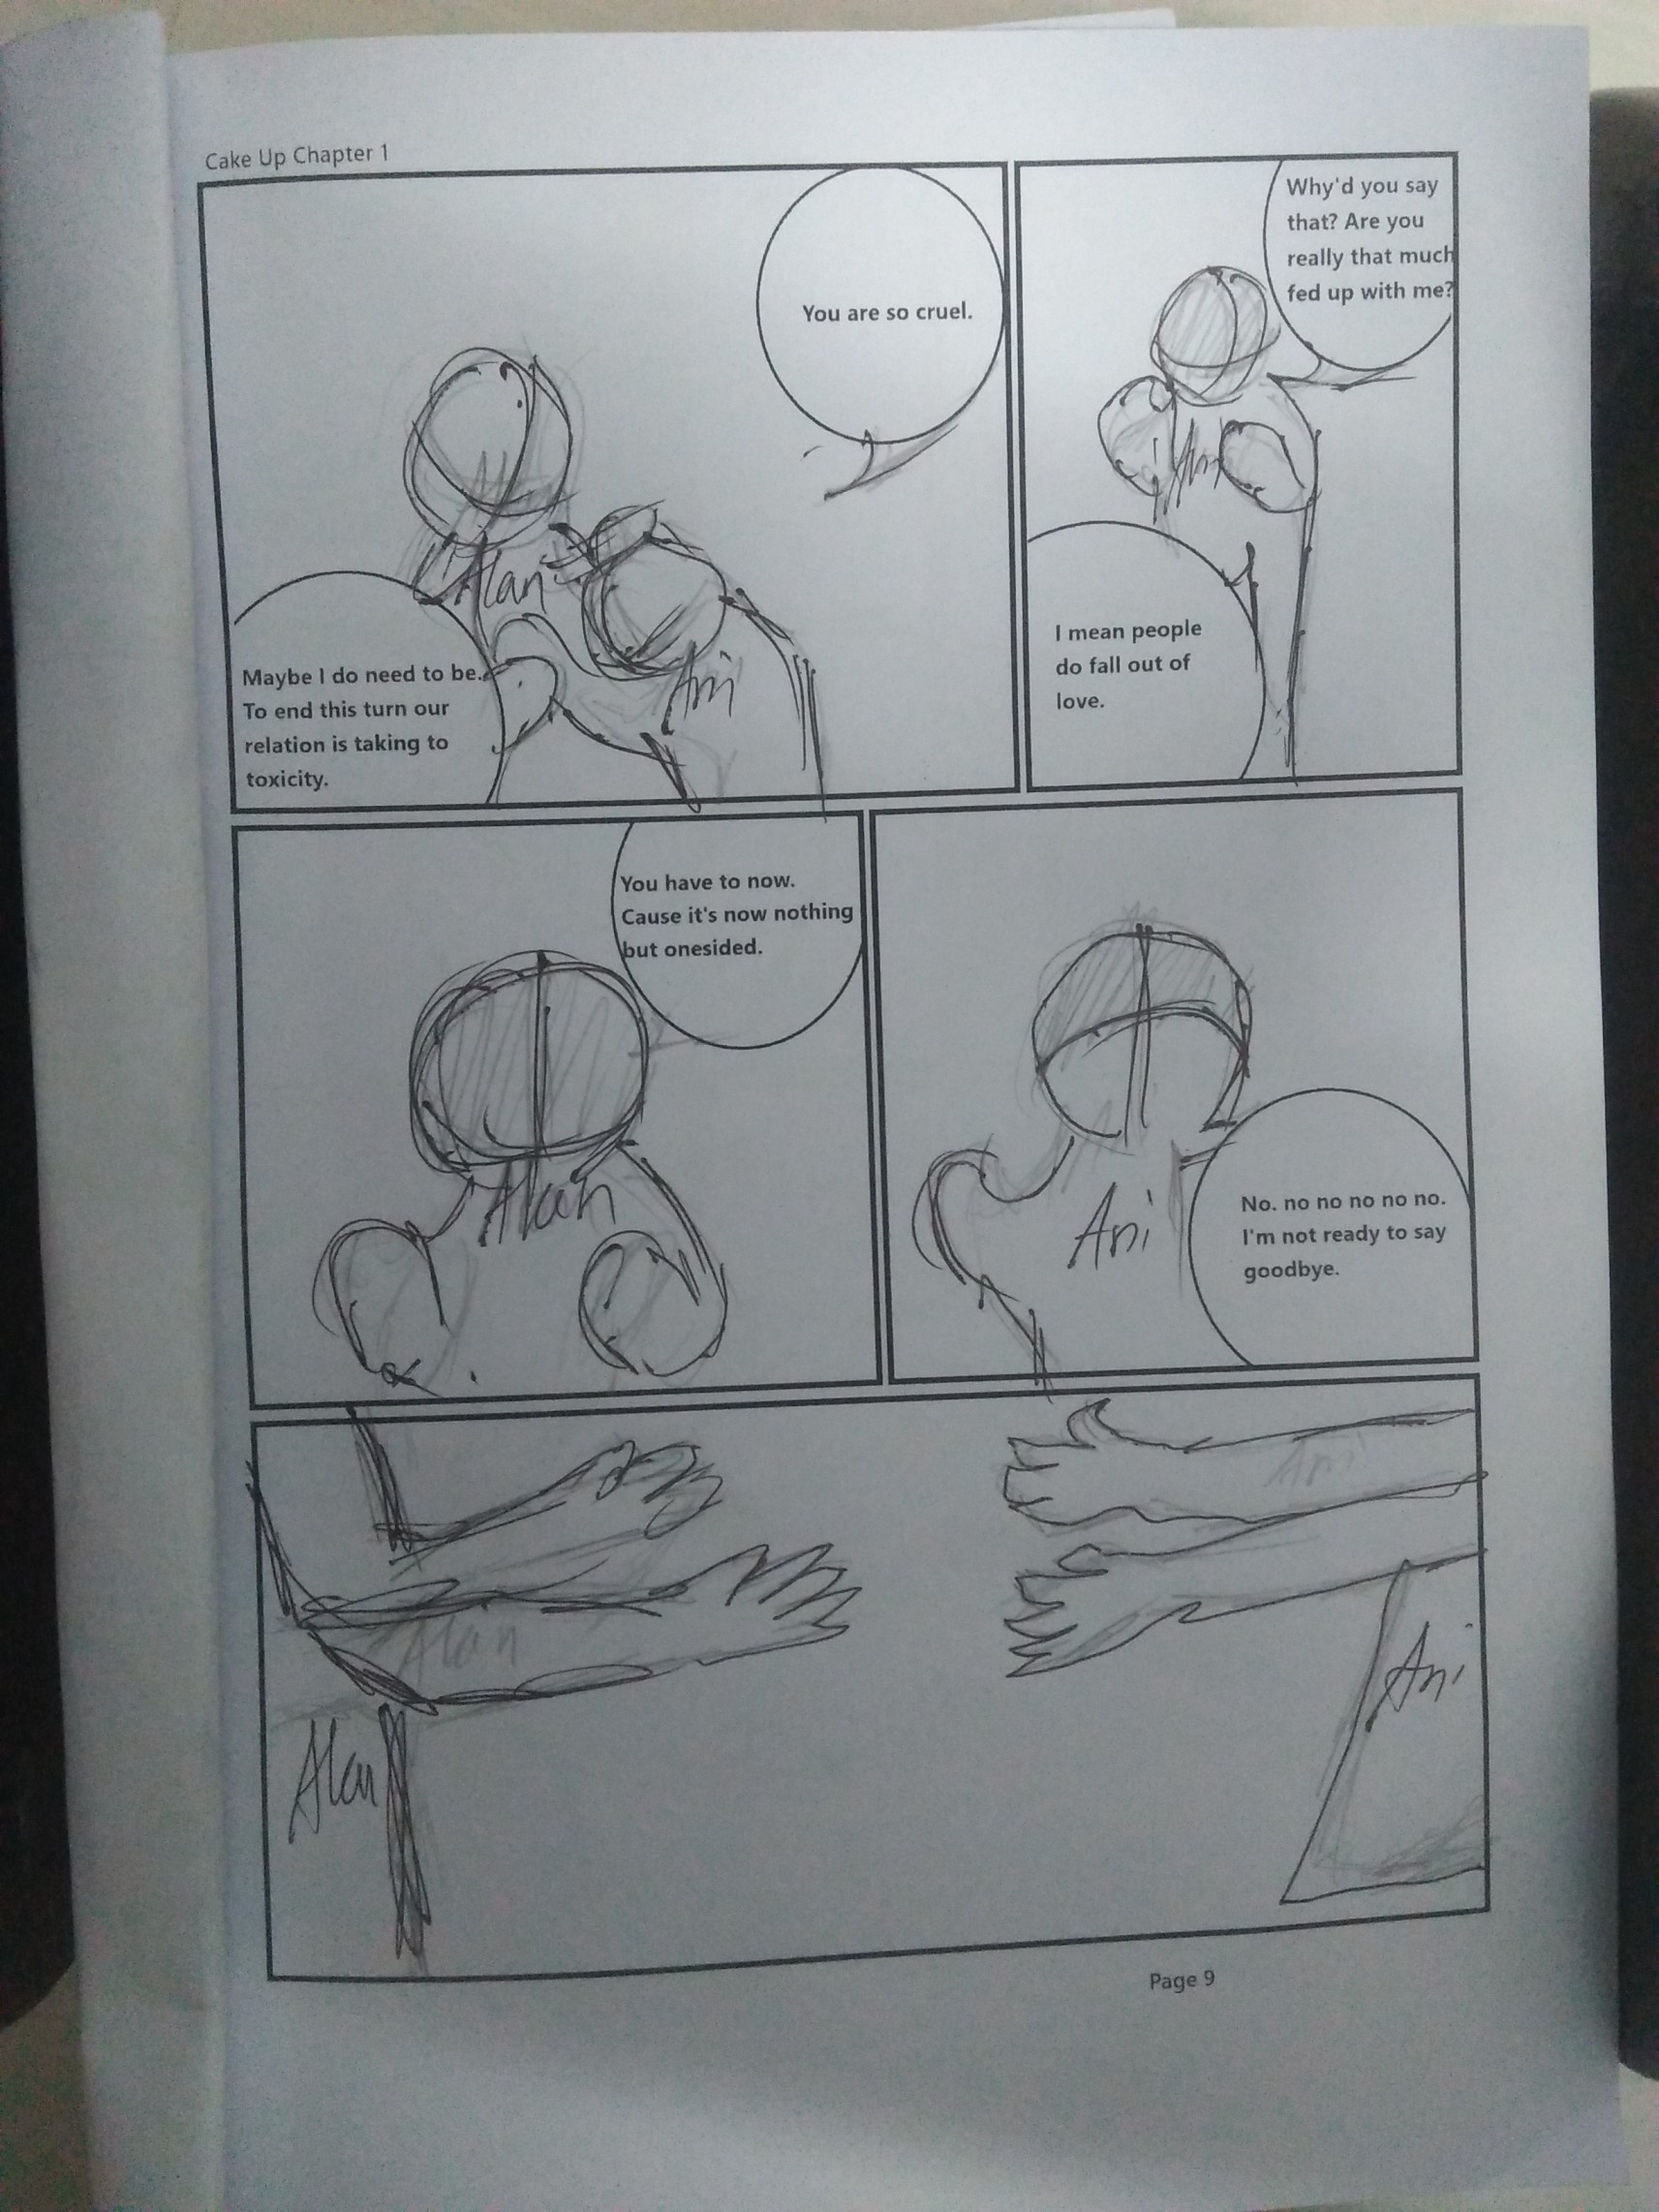 Cake Up Chapter 1
You are so cruel.
Alan
Ani
Maybe I do need to be.
To end this turn our
relation is taking to
toxicity.
Why'd you say
that? Are you
really that much
fed up with me?
Ani
I mean people
do fall out of
love.
You have to now.
Cause it's now nothing
but onesided.
Alan
Ani
No. no no no no no.
I'm not ready to say
goodbye.
Ani
Alan
Ani
Alan
Page 9